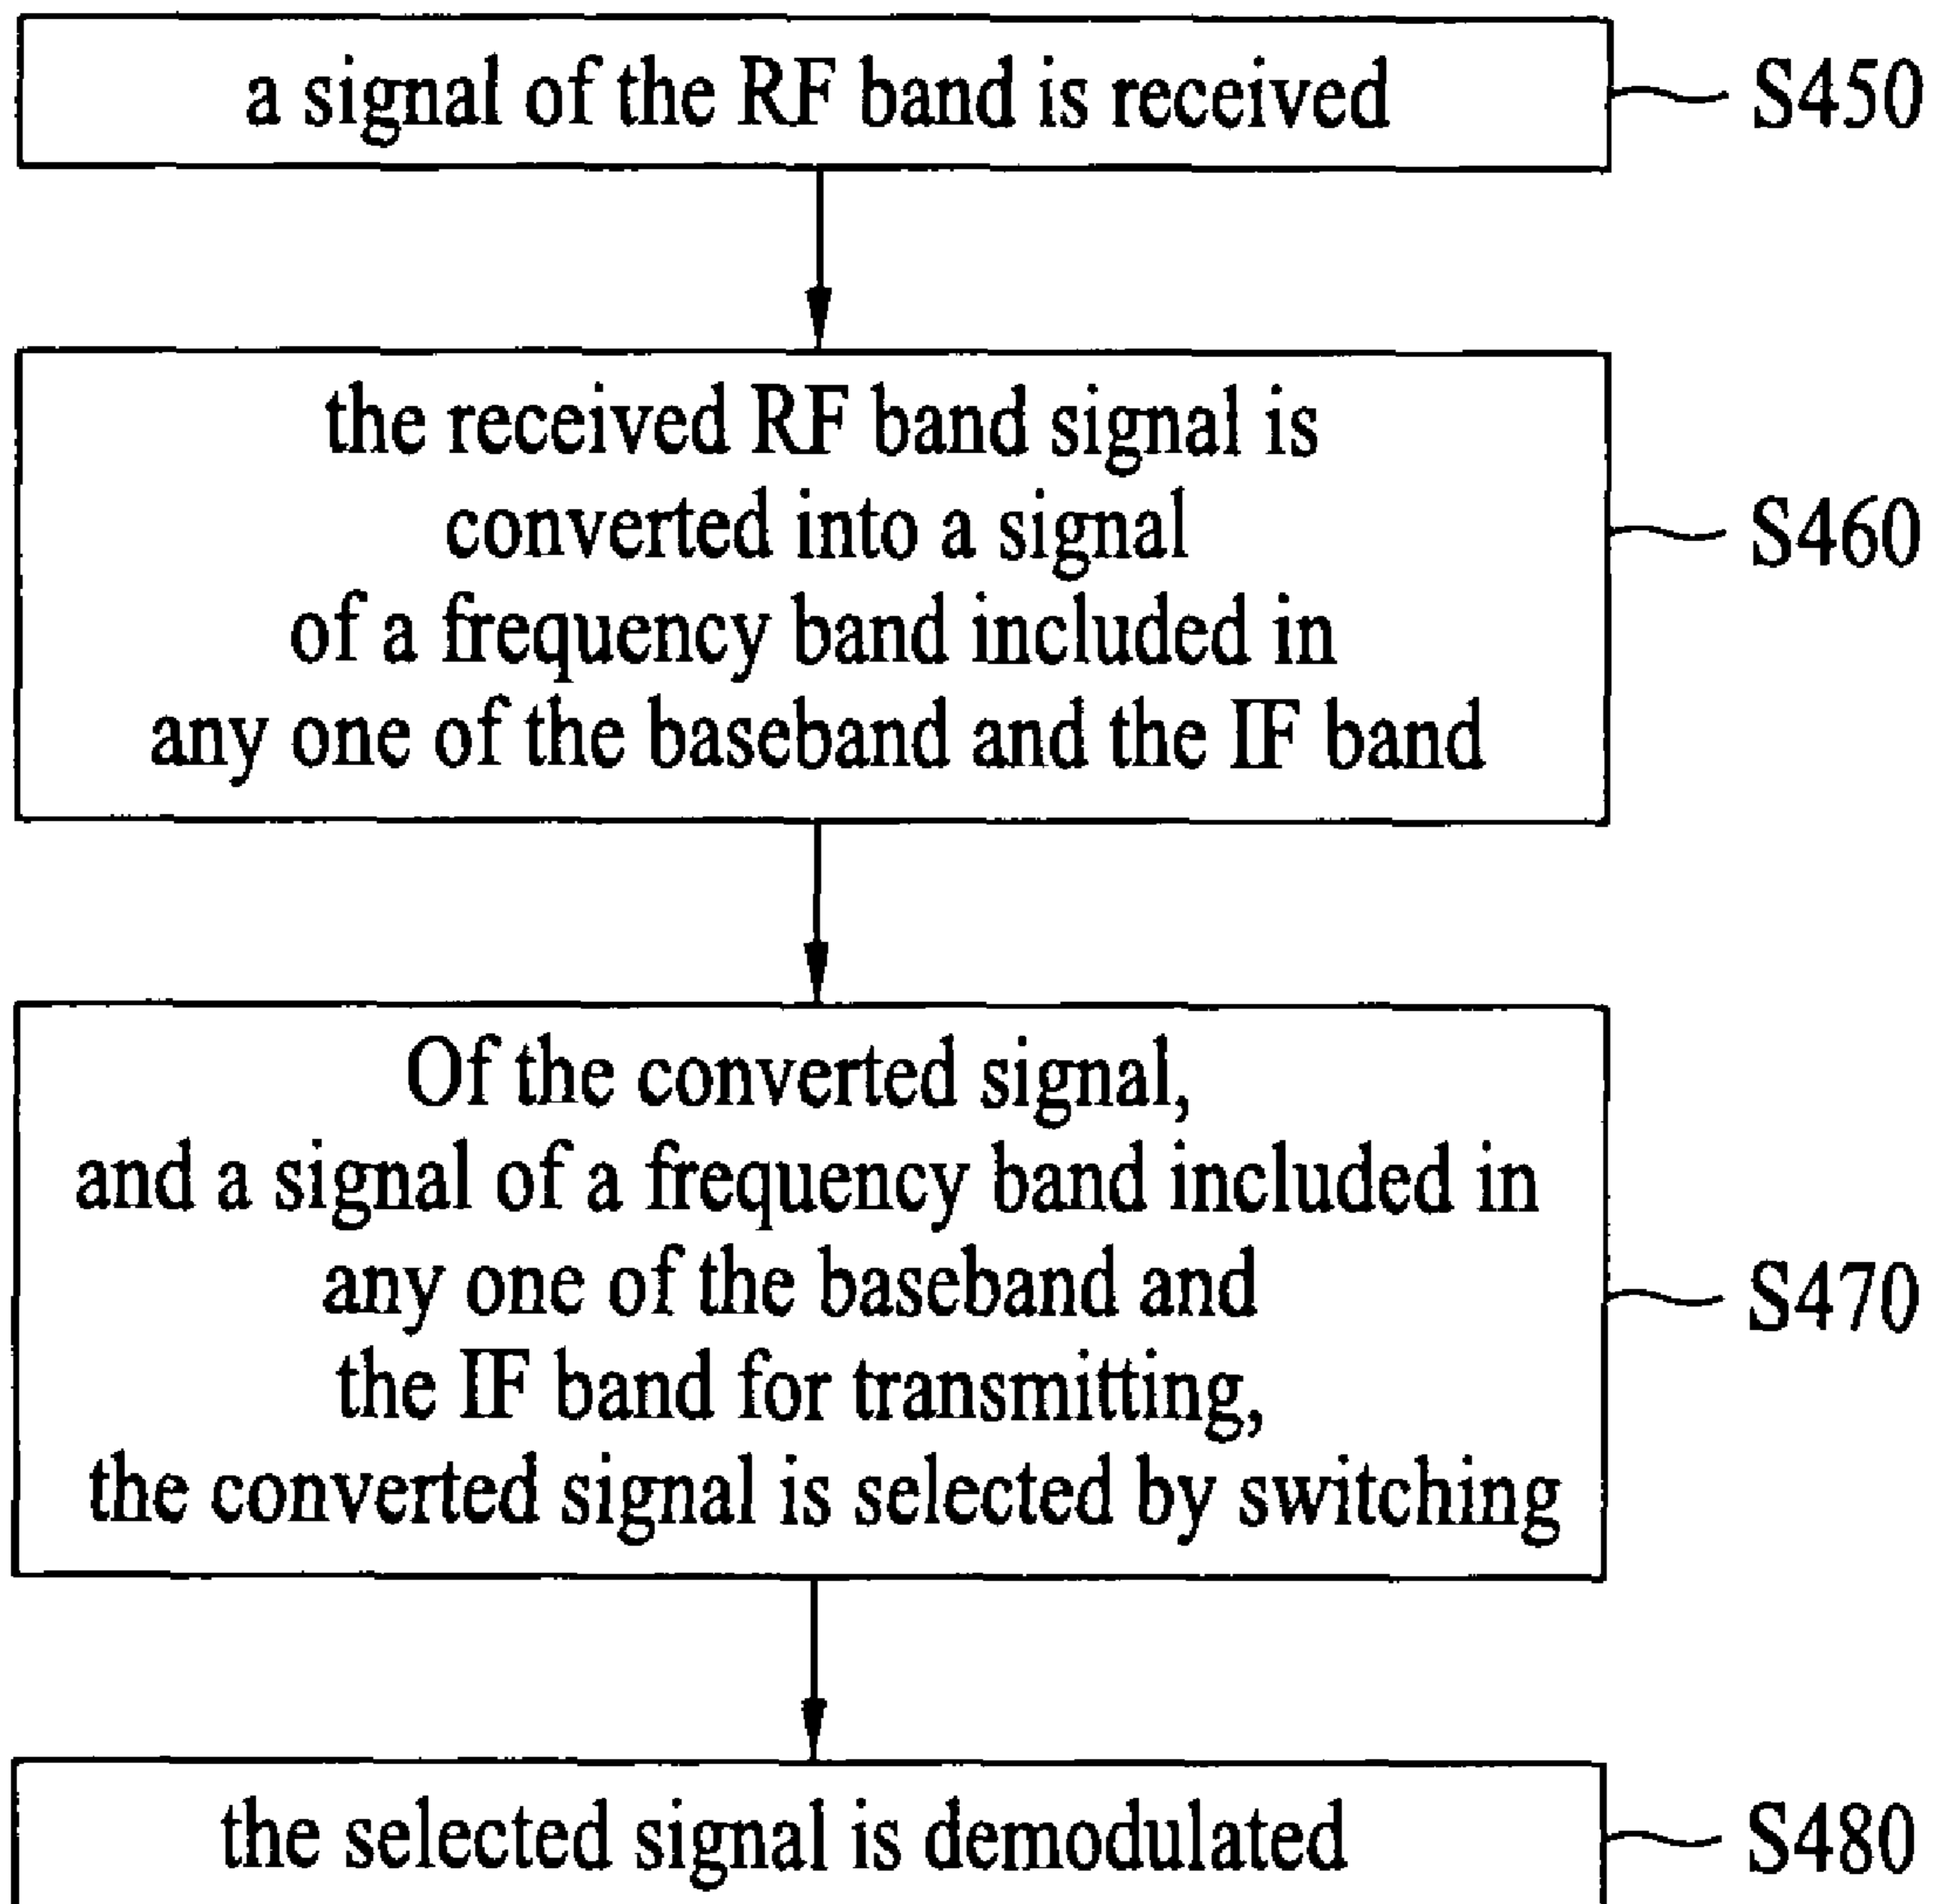 a signal of the RF band is received
S450
the received RF band signal is
converted into a signal
of a frequency band included in
any one of the baseband and the IF band
S460
Of the converted signal,
and a signal of a frequency band included in
any one of the baseband and
the IF band for transmitting,
the converted signal is selected by switching
S470
the selected signal is demodulated
S480